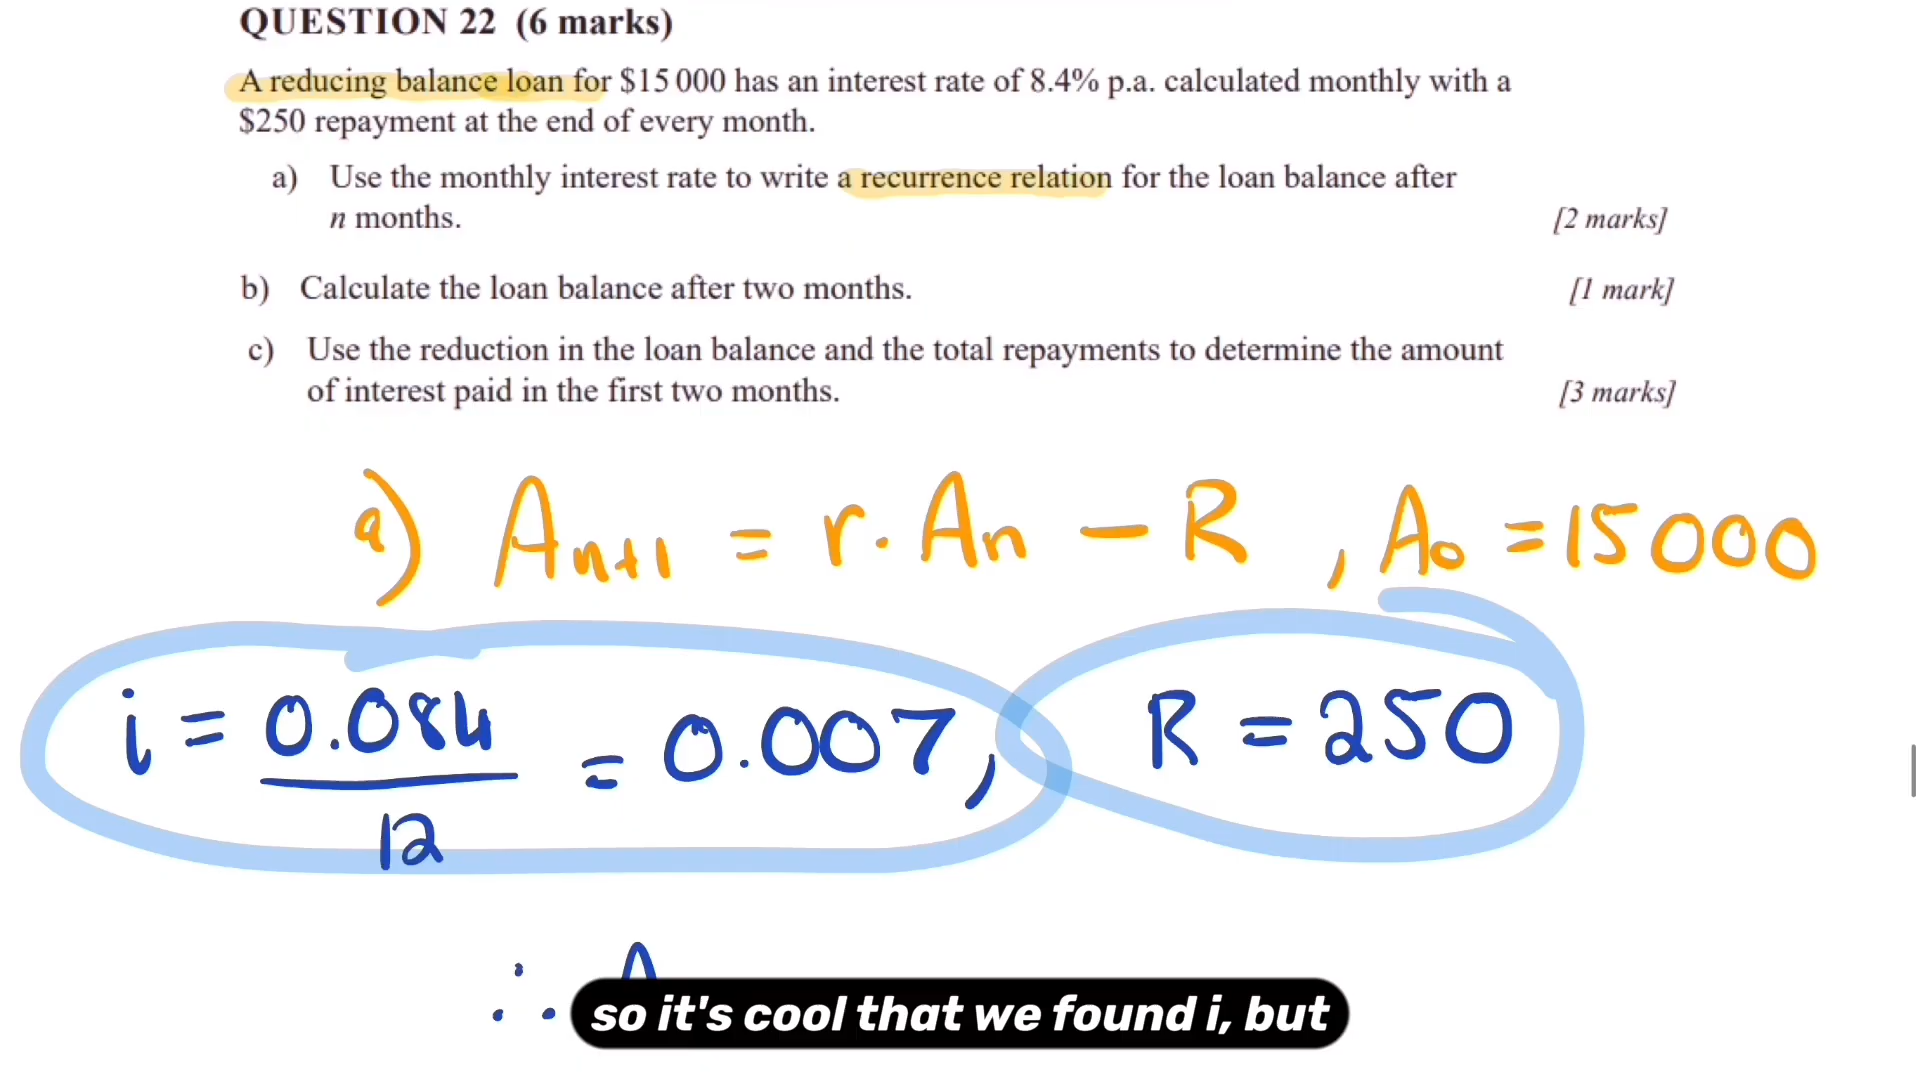 QUESTION 22 (6 marks)
A reducing balance loan for $15 000 has an interest rate of 8.4% p.a. calculated monthly with a
$250 repayment at the end of every month.
a) Use the monthly interest rate to write a recurrence relation for the loan balance after
n months. [2 marks]
b) Calculate the loan balance after two months. [1 mark]
c) Use the reduction in the loan balance and the total repayments to determine the amount
of interest paid in the first two months. [3 marks]
a) Aₙ₊₁ = r. Aₙ − R , A₀ = 15000
i = 0.084/12 = 0.007, R = 250
∴ A
so it's cool that we found i, but